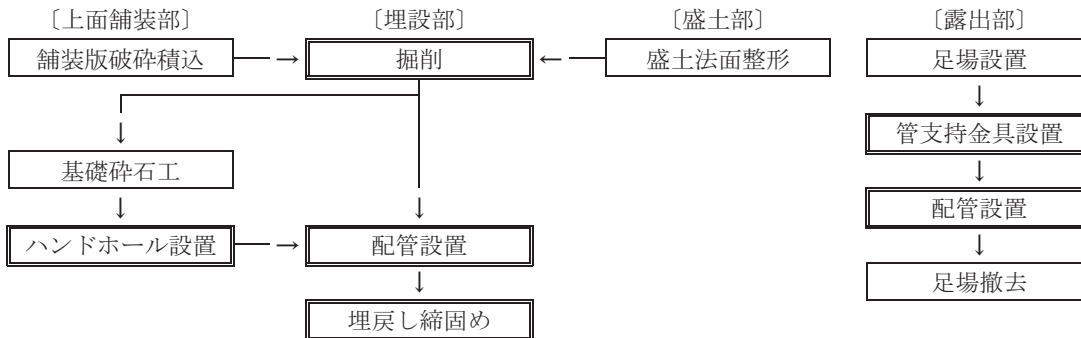 〔上面舗装部〕 〔埋設部〕 〔盛土部〕 〔露出部〕
舗装版破砕積込 → 掘削 ← 盛土法面整形 足場設置
↓
管支持金具設置
↓ ↓
基礎砕石工
↓ ↓ 配管設置
ハンドホール設置 → 配管設置 ↓
↓ 足場撤去
埋戻し締固め